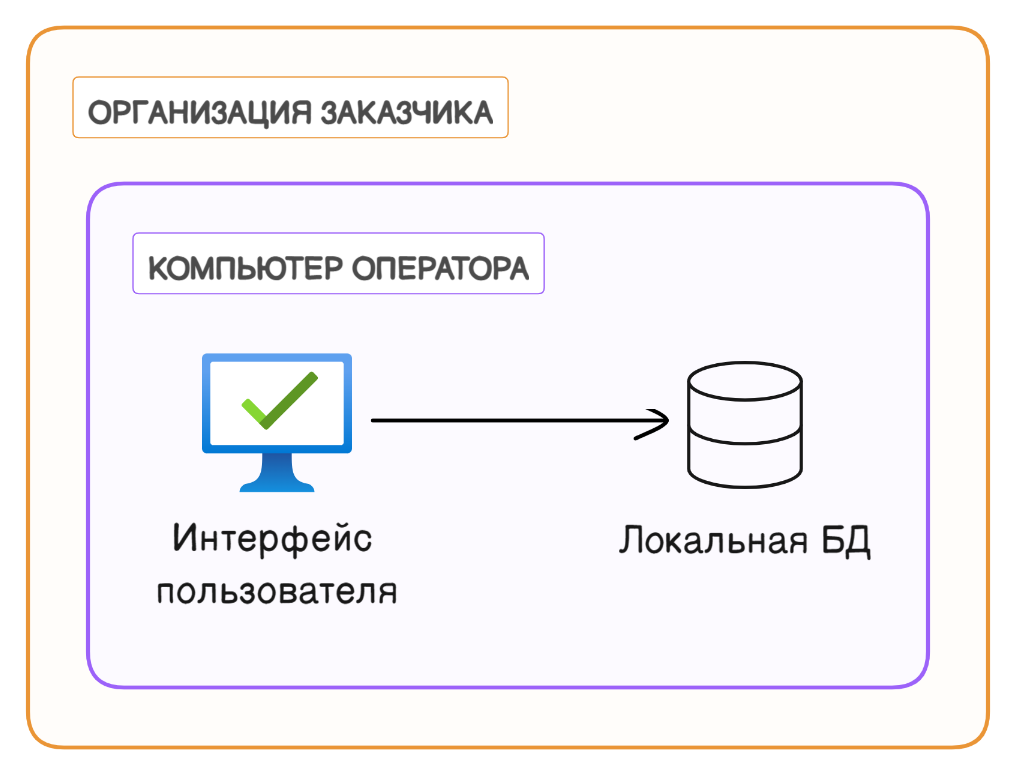 ОРГАНИЗАЦИЯ ЗАКАЗЧИКА
КОМПЬЮТЕР ОПЕРАТОРА
Интерфейс
пользователя
Локальная БД